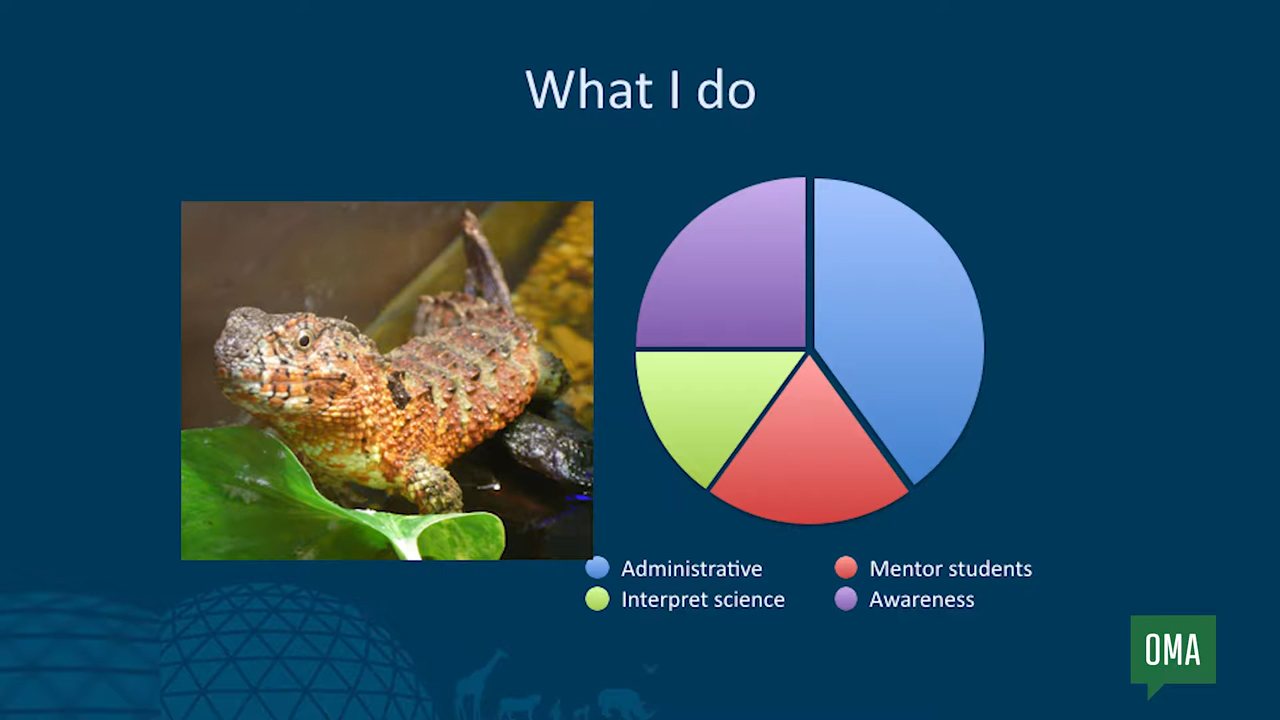 What I do
Administrative
Mentor students
Interpret science
Awareness
OMA